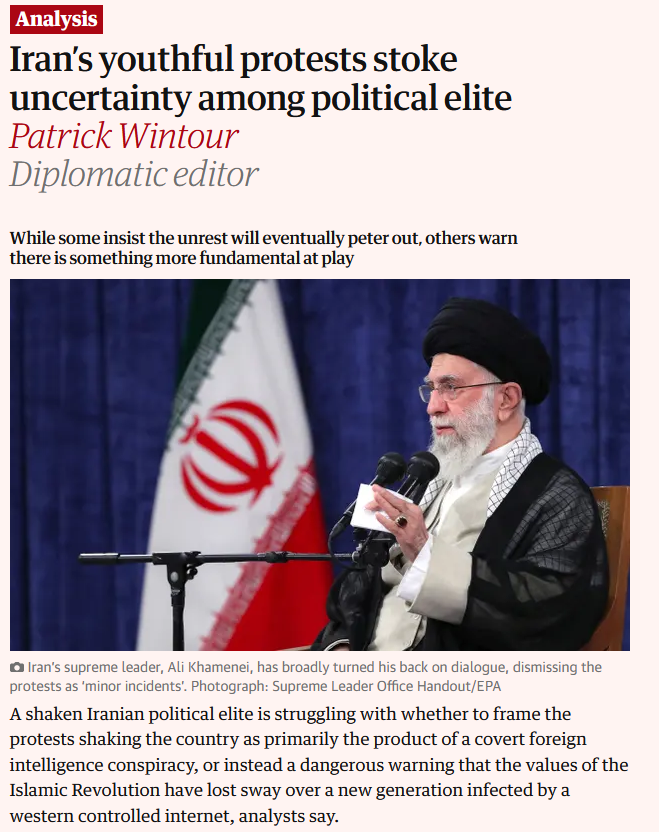 Analysis
Iran’s youthful protests stoke
uncertainty among political elite
Patrick Wintour
Diplomatic editor
While some insist the unrest will eventually peter out, others warn
there is something more fundamental at play
Iran’s supreme leader, Ali Khamenei, has broadly turned his back on dialogue, dismissing the
protests as ‘minor incidents’. Photograph: Supreme Leader Office Handout/EPA
A shaken Iranian political elite is struggling with whether to frame the
protests shaking the country as primarily the product of a covert foreign
intelligence conspiracy, or instead a dangerous warning that the values of the
Islamic Revolution have lost sway over a new generation infected by a
western controlled internet, analysts say.